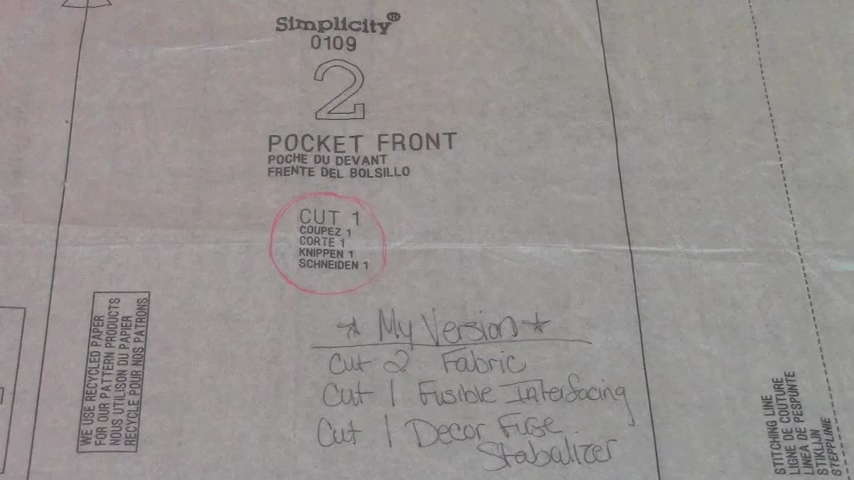 Simplicity®
0109
2
POCKET FRONT
POCHE DU DEVANT
FRENTE DEL BOLSILLO
CUT 1
COUPEZ 1
CORTE 1
KNIPPEN 1
SCHNEIDEN 1
WE USE RECYCLED PAPER
FOR OUR PATTERN PRODUCTS
NOUS UTILISON DU PAPIER
RECYCLE POUR NOS PATRONS
* My Version *
Cut 2 Fabric
Cut 1 Fusible Interfacing
Cut 1 Decor Fuse
Stabalizer
STITCHING LINE
LIGNE DE COUTURE
LINEA DE PESPUNTE
STIKLIJN
STEPPLINIE